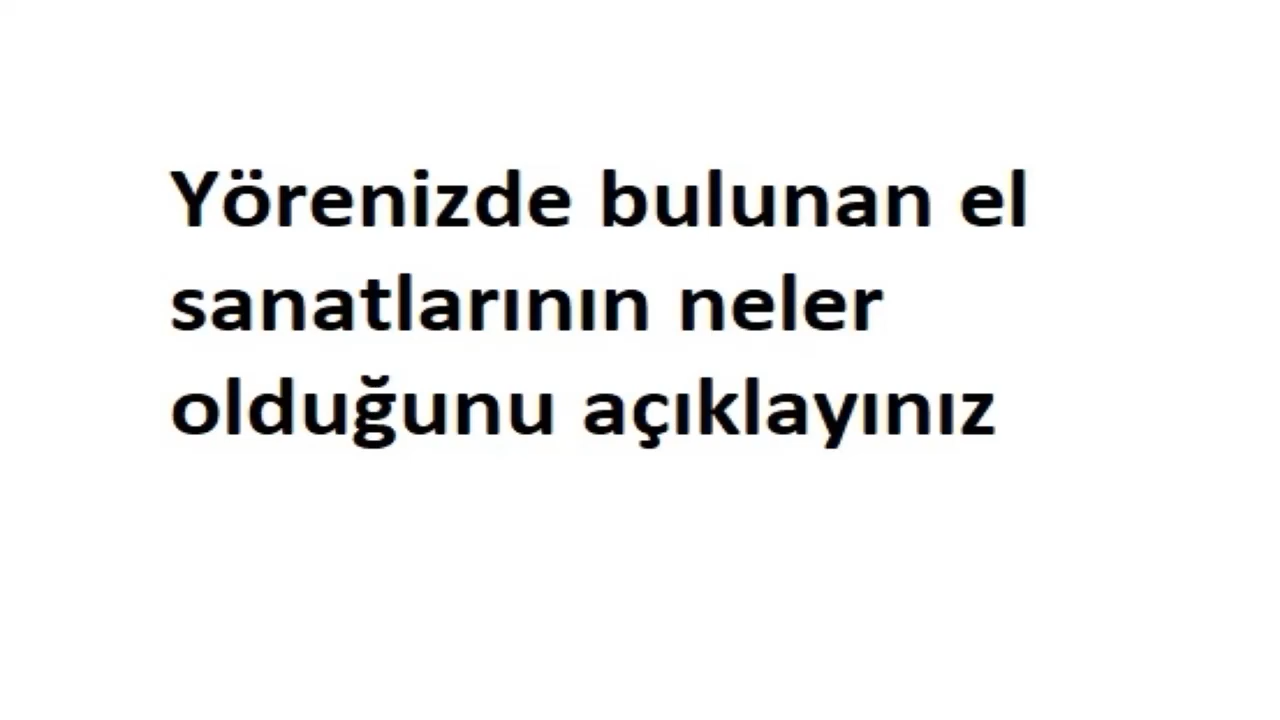 Yörenizde bulunan el
sanatlarının neler
olduğunu açıklayınız